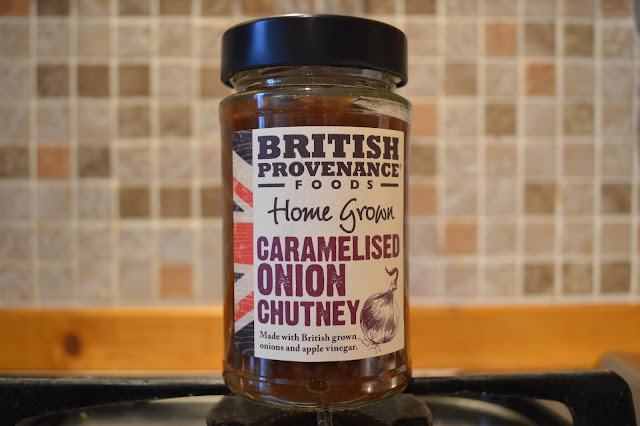 BRITISH
PROVENANCE®
FOODS
Home Grown
CARAMELISED
ONION
CHUTNEY
Made with British grown
onions and apple vinegar.